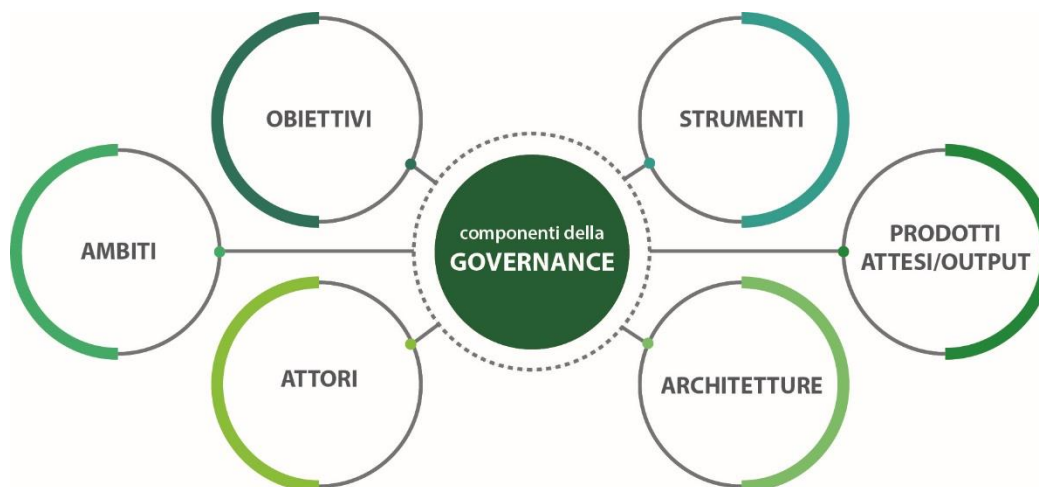 OBIETTIVI
STRUMENTI
AMBITI
componenti della
GOVERNANCE
PRODOTTI
ATTESI/OUTPUT
ATTORI
ARCHITETTURE